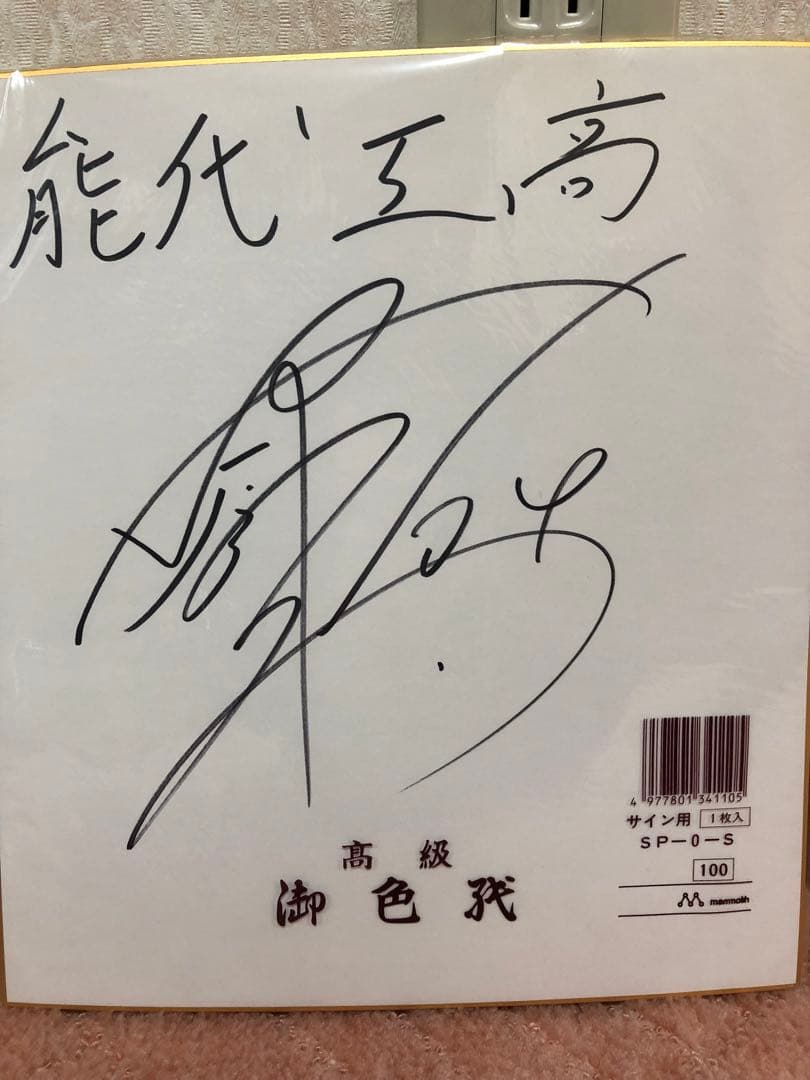 能代工高
4 977801 341105
サイン用 1枚入
SP-0-S
100
mammoth
高級
御色紙